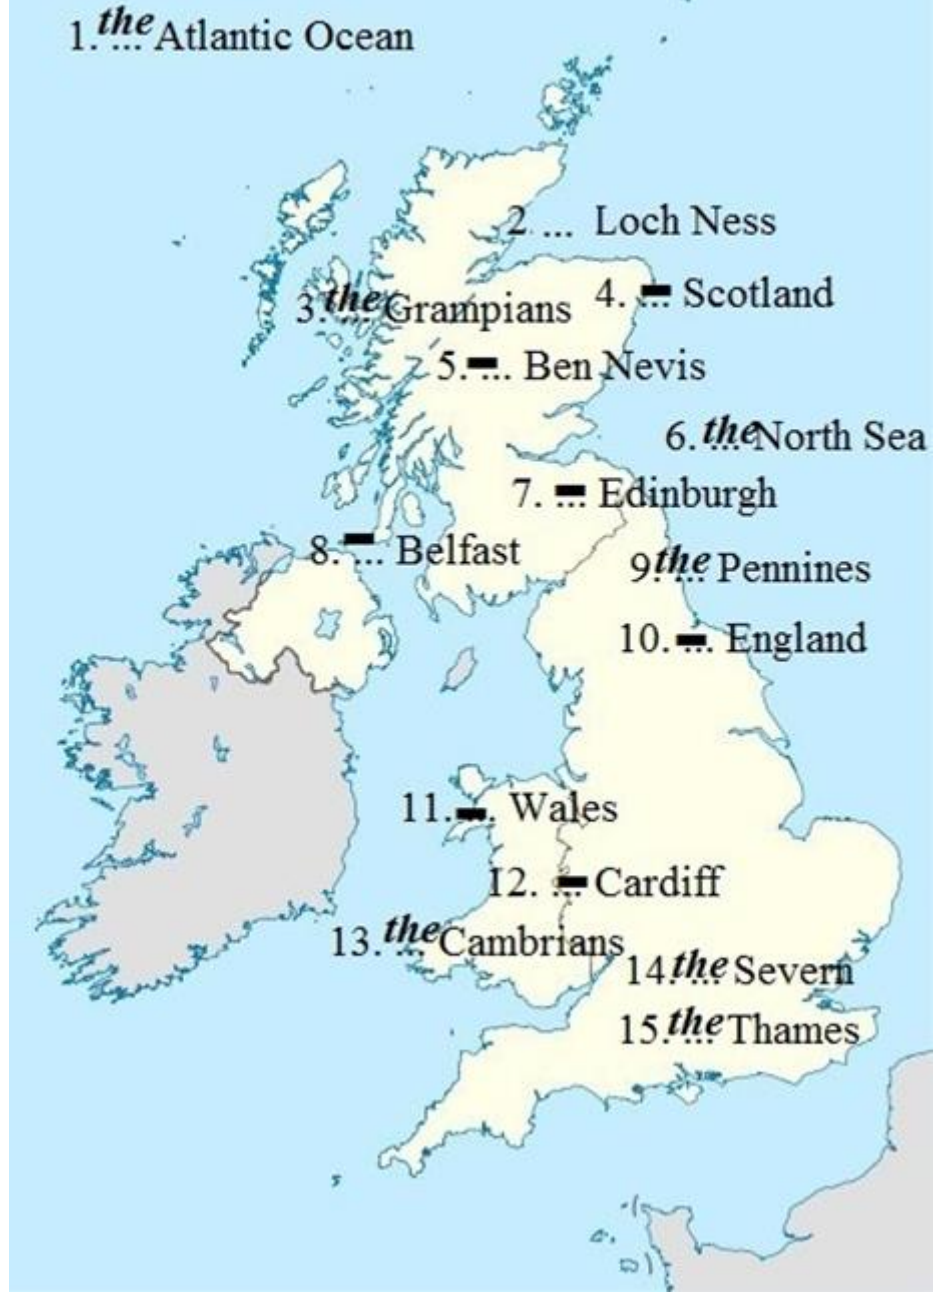 1. the ... Atlantic Ocean
2 ... Loch Ness
3. the ... Grampians
4. – ... Scotland
5. – ... Ben Nevis
6. the ... North Sea
7. – ... Edinburgh
8. – ... Belfast
9. the ... Pennines
10. – ... England
11. – ... Wales
12. – ... Cardiff
13. the ... Cambrians
14. the ... Severn
15. the ... Thames